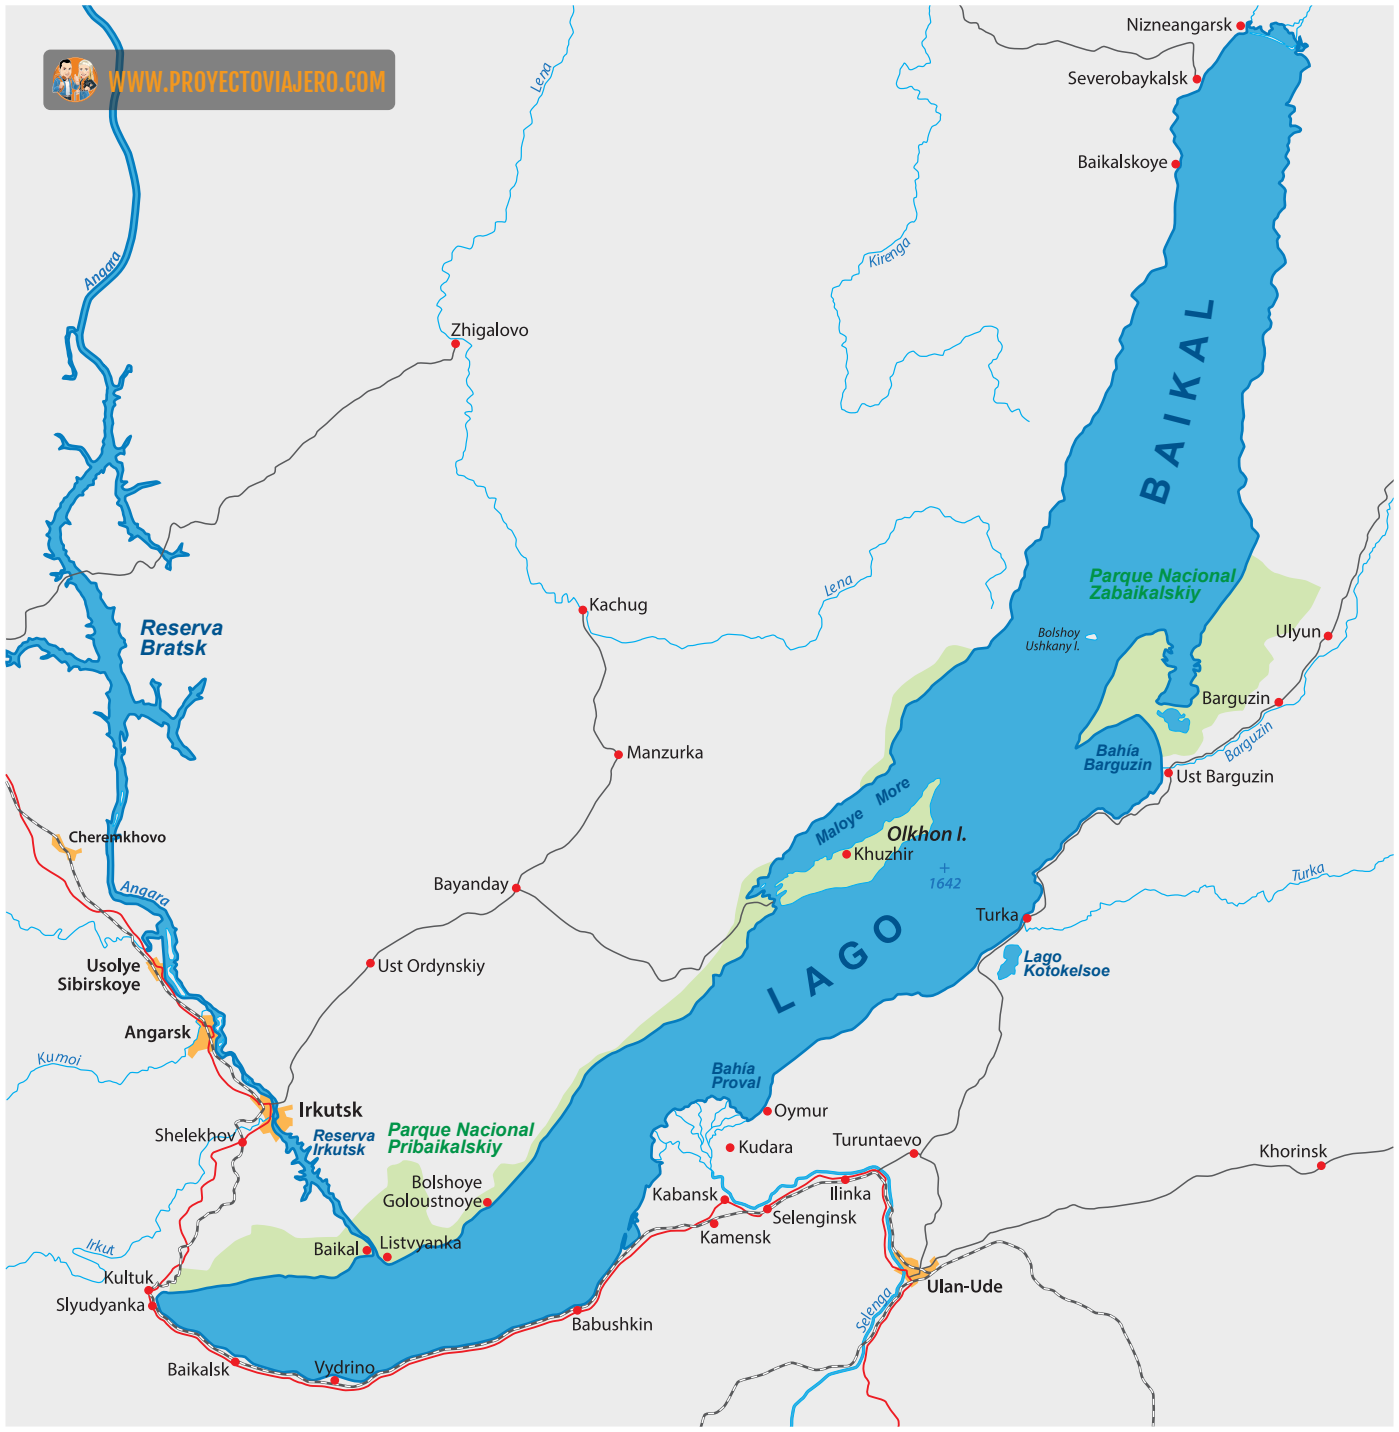 WWW.PROYECTOVIAJERO.COM
Nizneangarsk
Severobaykalsk
Baikalskoye
Lena
Kirenga
Angara
Zhigalovo
BAIKAL
Kachug
Lena
Parque Nacional
Zabaikalskiy
Reserva
Bratsk
Bolshoy
Ushkany I.
Ulyun
Barguzin
Barguzin
Manzurka
Bahía
Barguzin
Ust Barguzin
Maloye More
Olkhon I.
Khuzhir
1642
Cheremkhovo
Angara
Bayanday
Turka
Turka
LAGO
Usolye
Sibirskoye
Ust Ordynskiy
Lago
Kotokelsoe
Angarsk
Kumoi
Bahía
Proval
Irkutsk
Oymur
Shelekhov
Reserva
Irkutsk
Parque Nacional
Pribaikalskiy
Kudara
Turuntaevo
Khorinsk
Bolshoye
Goloustnoye
Kabansk
Ilinka
Selenginsk
Kamensk
Irkut
Baikal
Listvyanka
Kultuk
Slyudyanka
Ulan-Ude
Selenga
Babushkin
Baikalsk
Vydrino